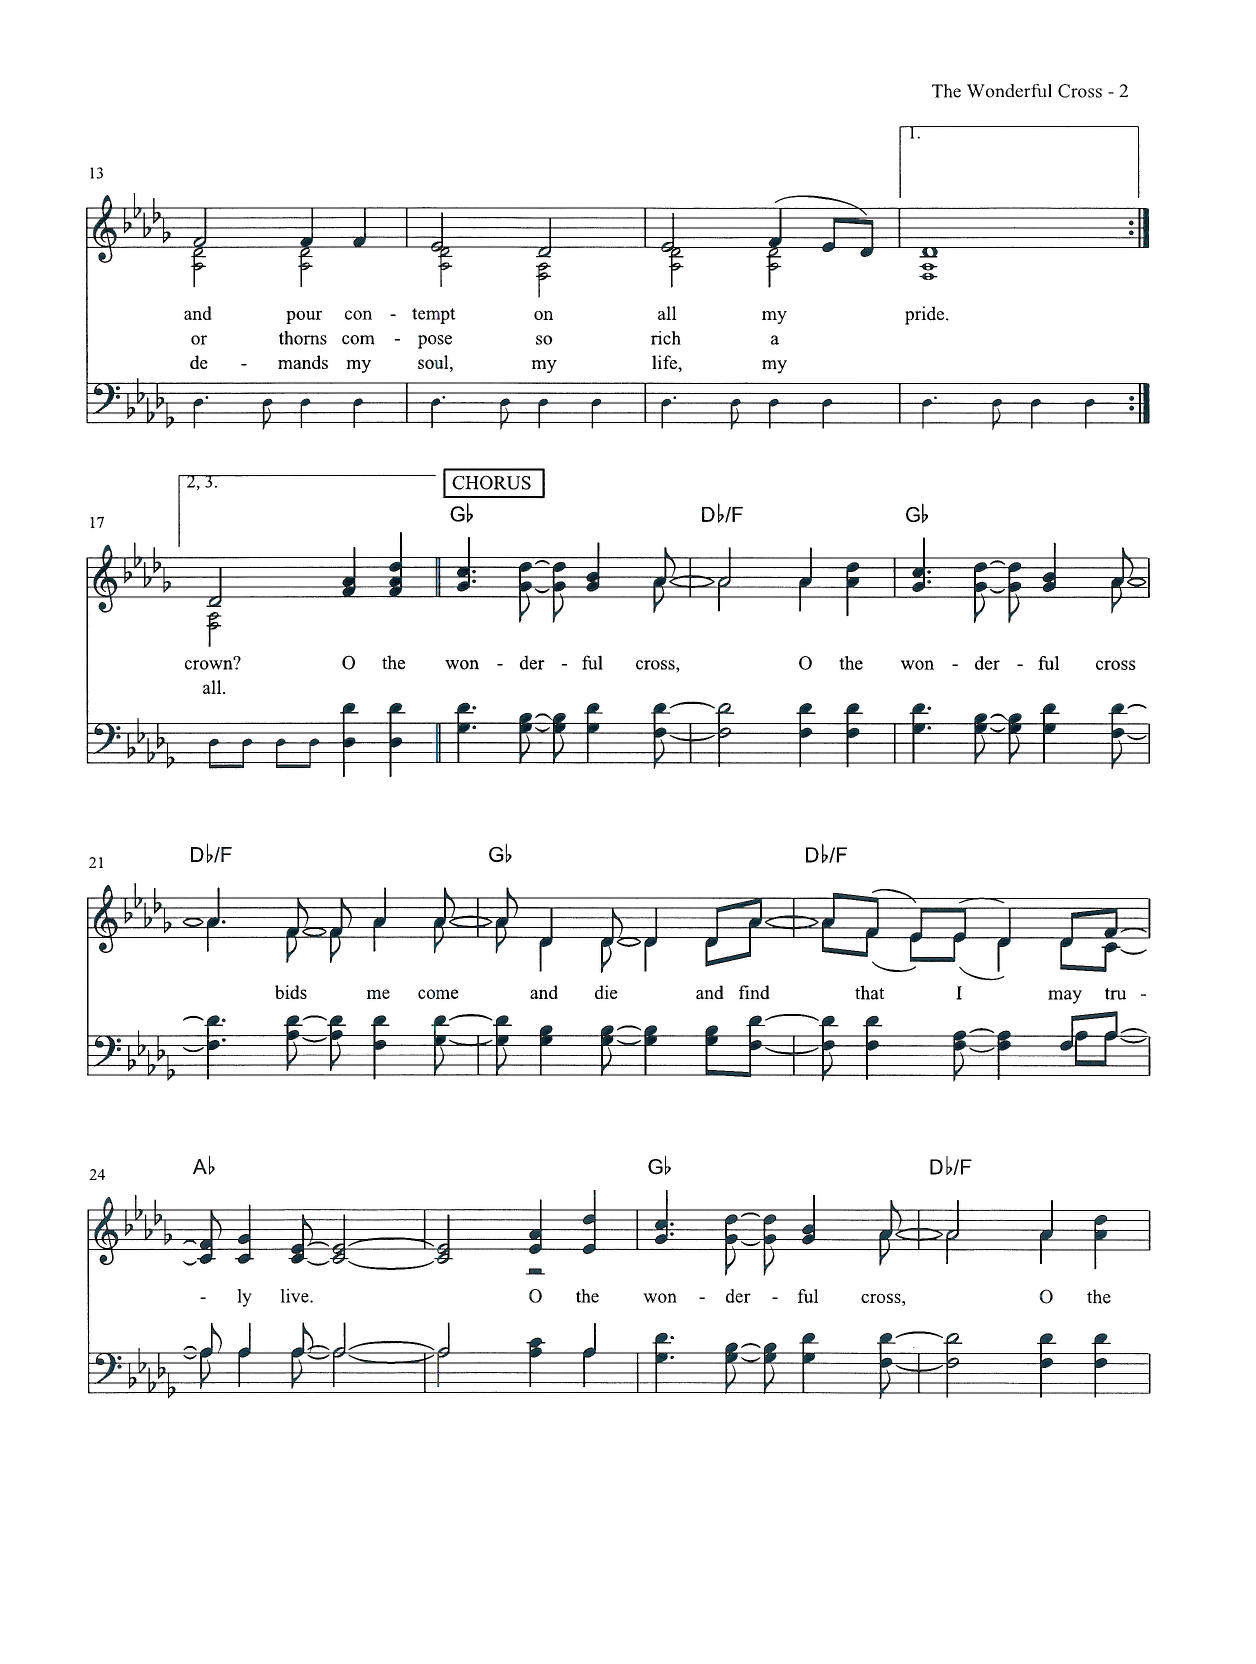 The Wonderful Cross - 2
1.
13
and pour con - tempt on all my pride.
or thorns com - pose so rich a
de - mands my soul, my life, my
2, 3.
CHORUS
17
G♭ D♭/F G♭
crown? O the won - der - ful cross, O the won - der - ful cross
all.
21
D♭/F G♭ D♭/F
bids me come and die and find that I may tru -
24
A♭ G♭ D♭/F
- ly live. O the won - der - ful cross, O the